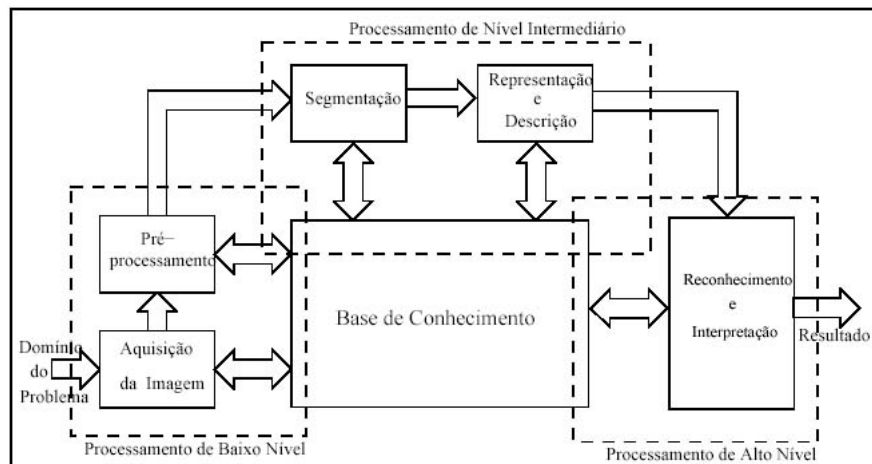 Processamento de Nível Intermediário
Segmentação
Representação
e
Descrição
Pré–
processamento
Aquisição
da Imagem
Domínio
do
Problema
Base de Conhecimento
Reconhecimento
e
Interpretação
Resultado
Processamento de Baixo Nível
Processamento de Alto Nível